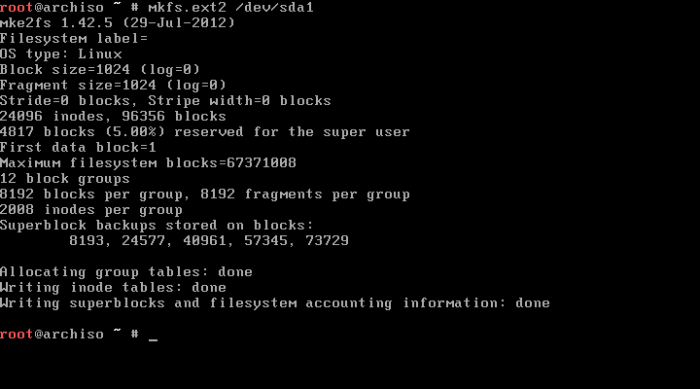 root@archiso ~ # mkfs.ext2 /dev/sda1
mke2fs 1.42.5 (29-Jul-2012)
Filesystem label=
OS type: Linux
Block size=1024 (log=0)
Fragment size=1024 (log=0)
Stride=0 blocks, Stripe width=0 blocks
24096 inodes, 96356 blocks
4817 blocks (5.00%) reserved for the super user
First data block=1
Maximum filesystem blocks=67371008
12 block groups
8192 blocks per group, 8192 fragments per group
2008 inodes per group
Superblock backups stored on blocks:
        8193, 24577, 40961, 57345, 73729

Allocating group tables: done
Writing inode tables: done
Writing superblocks and filesystem accounting information: done

root@archiso ~ # _